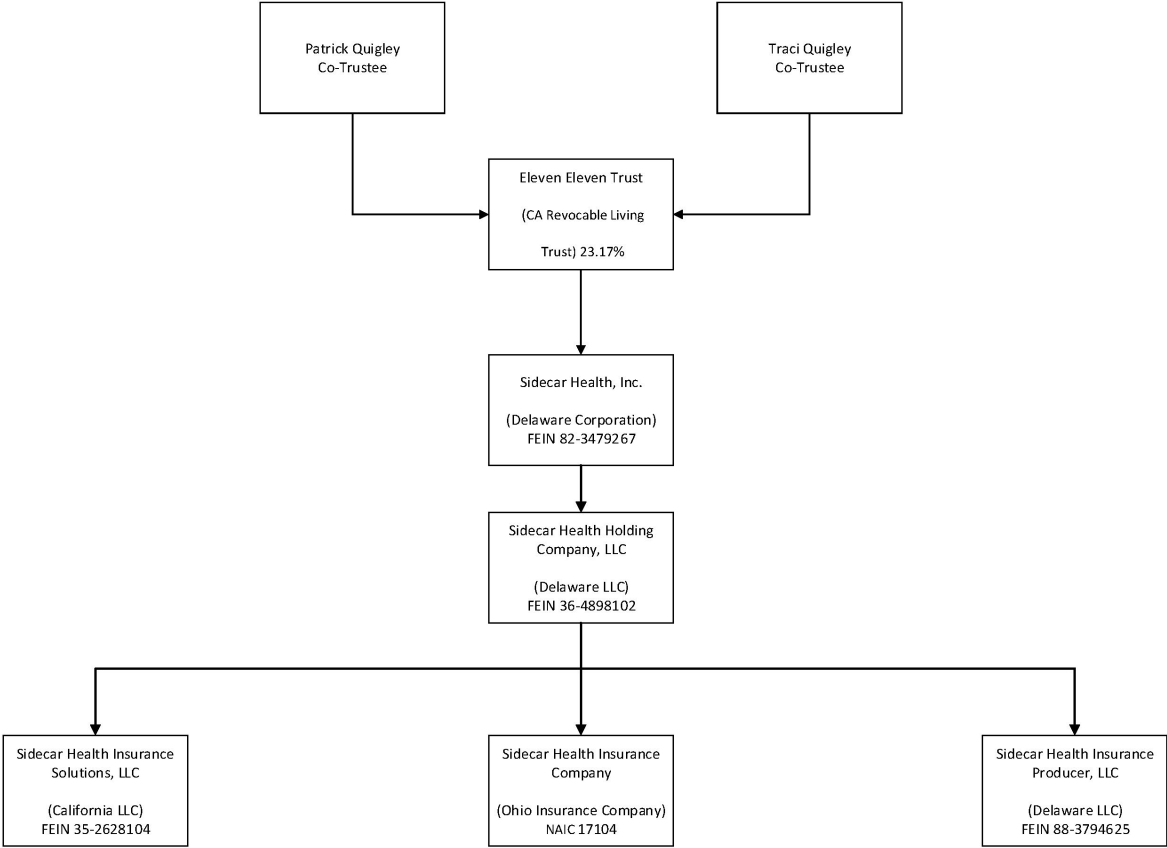 Patrick Quigley
Co-Trustee
Traci Quigley
Co-Trustee
Eleven Eleven Trust
(CA Revocable Living
Trust) 23.17%
Sidecar Health, Inc.
(Delaware Corporation)
FEIN 82-3479267
Sidecar Health Holding
Company, LLC
(Delaware LLC)
FEIN 36-4898102
Sidecar Health Insurance
Solutions, LLC
(California LLC)
FEIN 35-2628104
Sidecar Health Insurance
Company
(Ohio Insurance Company)
NAIC 17104
Sidecar Health Insurance
Producer, LLC
(Delaware LLC)
FEIN 88-3794625